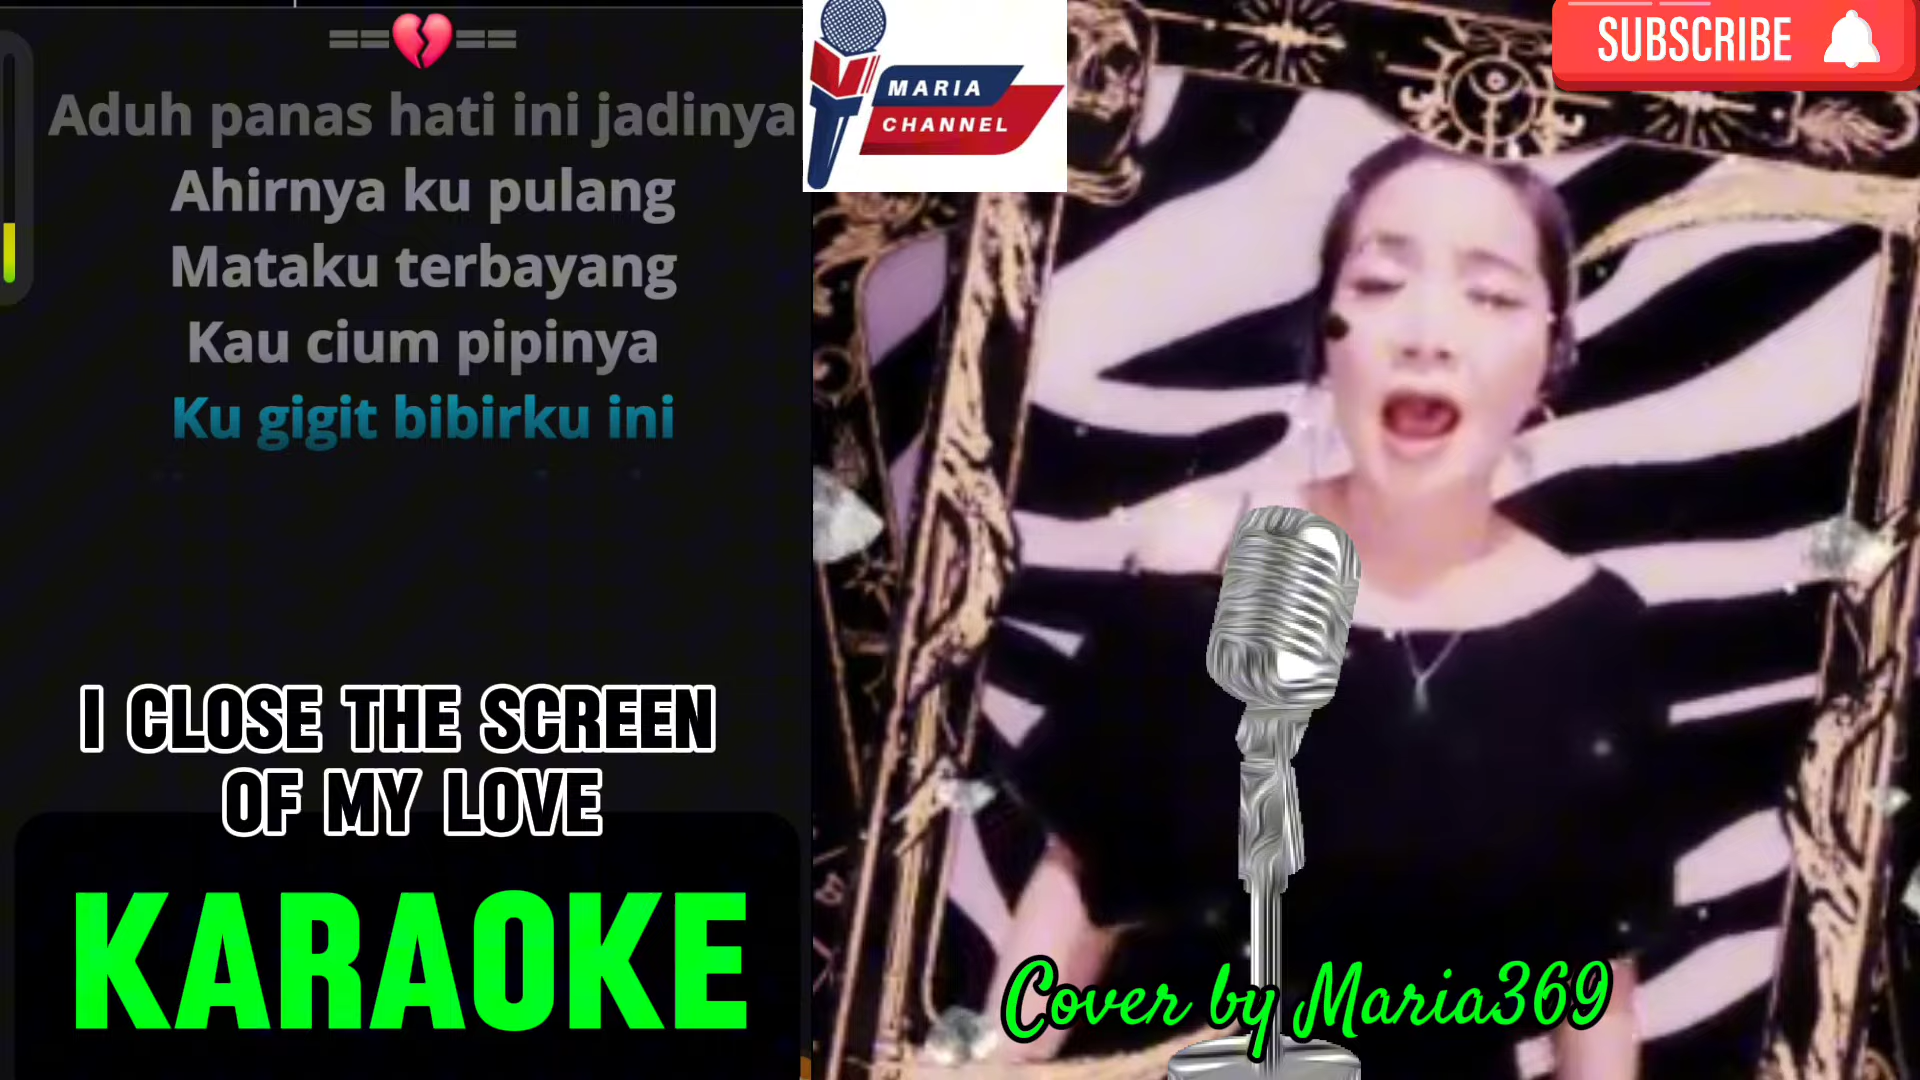 ==💔==
Aduh panas hati ini jadinya
Ahirnya ku pulang
Mataku terbayang
Kau cium pipinya
Ku gigit bibirku ini
I CLOSE THE SCREEN
OF MY LOVE
KARAOKE
MARIA
CHANNEL
SUBSCRIBE
Cover by Maria369